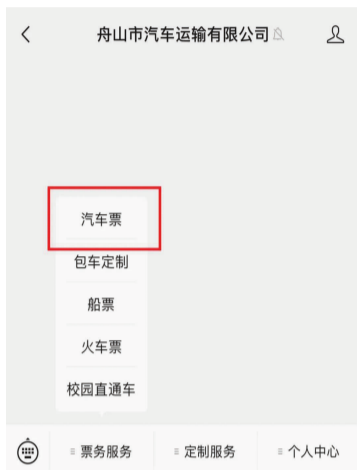 舟山市汽车运输有限公司
汽车票
包车定制
船票
火车票
校园直通车
票务服务
定制服务
个人中心